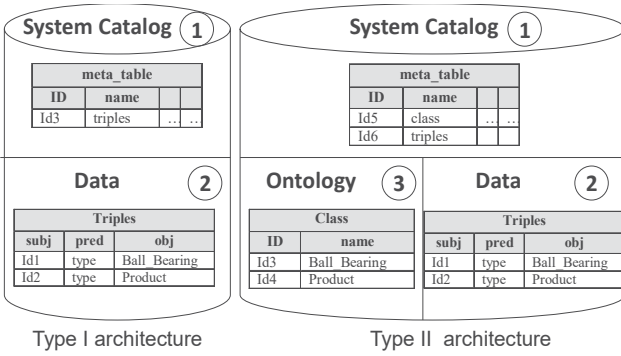 System Catalog 1
meta_table
ID name
Id3 triples … …
Data 2
Triples
subj pred obj
Id1 type Ball_Bearing
Id2 type Product
Type I architecture
System Catalog 1
meta_table
ID name
Id5 class … …
Id6 triples
Ontology 3
Class
ID name
Id3 Ball_Bearing
Id4 Product
Data 2
Triples
subj pred obj
Id1 type Ball_Bearing
Id2 type Product
Type II architecture